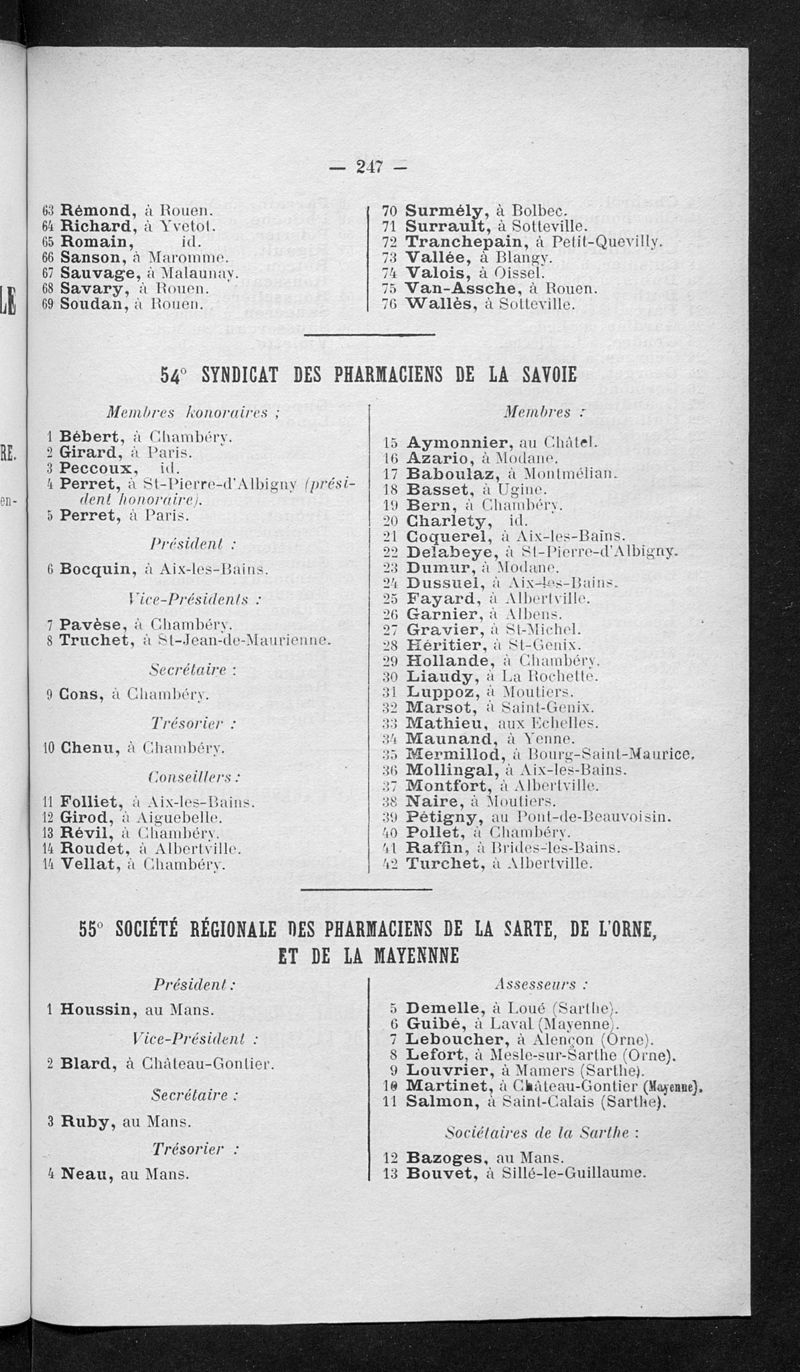 — 247 —
63 Rémond, à Rouen.
64 Richard, à Yvetot.
65 Romain, id.
66 Sanson, à Maromme.
67 Sauvage, à Malaunay.
68 Savary, à Rouen.
69 Soudan, à Rouen.
70 Surmély, à Bolbec.
71 Surrault, à Sotteville.
72 Tranchepain, à Petit-Quevilly.
73 Vallée, à Blangy.
74 Valois, à Oissel.
75 Van-Assche, à Rouen.
76 Wallès, à Sotteville.
54° SYNDICAT DES PHARMACIENS DE LA SAVOIE
Membres honoraires ;
1 Bébert, à Chambéry.
2 Girard, à Paris.
3 Peccoux, id.
4 Perret, à St-Pierre-d'Albigny (prési-
dent honoraire).
5 Perret, à Paris.
Président :
6 Bocquin, à Aix-les-Bains.
Vice-Présidents :
7 Pavèse, à Chambéry.
8 Truchet, à St-Jean-de-Maurienne.
Secrétaire :
9 Cons, à Chambéry.
Trésorier :
10 Chenu, à Chambéry.
Conseillers :
11 Folliet, à Aix-les-Bains.
12 Girod, à Aiguebelle.
13 Révil, à Chambéry.
14 Roudet, à Albertville.
14 Vellat, à Chambéry.
Membres :
15 Aymonnier, au Châtel.
16 Azario, à Modane.
17 Baboulaz, à Montmélian.
18 Basset, à Ugine.
19 Bern, à Chambéry.
20 Charlety, id.
21 Coquerel, à Aix-les-Bains.
22 Delabeye, à St-Pierre-d'Albigny.
23 Dumur, à Modane.
24 Dussuel, à Aix-les-Bains.
25 Fayard, à Albertville.
26 Garnier, à Albens.
27 Gravier, à St-Michel.
28 Héritier, à St-Genix.
29 Hollande, à Chambéry.
30 Liaudy, à La Rochette.
31 Luppoz, à Moutiers.
32 Marsot, à Saint-Genix.
33 Mathieu, aux Echelles.
34 Maunand, à Yenne.
35 Mermillod, à Bourg-Saint-Maurice.
36 Mollingal, à Aix-les-Bains.
37 Montfort, à Albertville.
38 Naire, à Moutiers.
39 Pétigny, au Pont-de-Beauvoisin.
40 Pollet, à Chambéry.
41 Raffin, à Brides-les-Bains.
42 Turchet, à Albertville.
55° SOCIÉTÉ RÉGIONALE DES PHARMACIENS DE LA SARTE, DE L'ORNE,
ET DE LA MAYENNNE
Président :
1 Houssin, au Mans.
Vice-Président :
2 Blard, à Château-Gontier.
Secrétaire :
3 Ruby, au Mans.
Trésorier :
4 Neau, au Mans.
Assesseurs :
5 Demelle, à Loué (Sarthe).
6 Guibé, à Laval (Mayenne).
7 Leboucher, à Alençon (Orne).
8 Lefort, à Mesle-sur-Sarthe (Orne).
9 Louvrier, à Mamers (Sarthe).
10 Martinet, à Château-Gontier (Mayenne).
11 Salmon, à Saint-Calais (Sarthe).
Sociétaires de la Sarthe :
12 Bazoges, au Mans.
13 Bouvet, à Sillé-le-Guillaume.